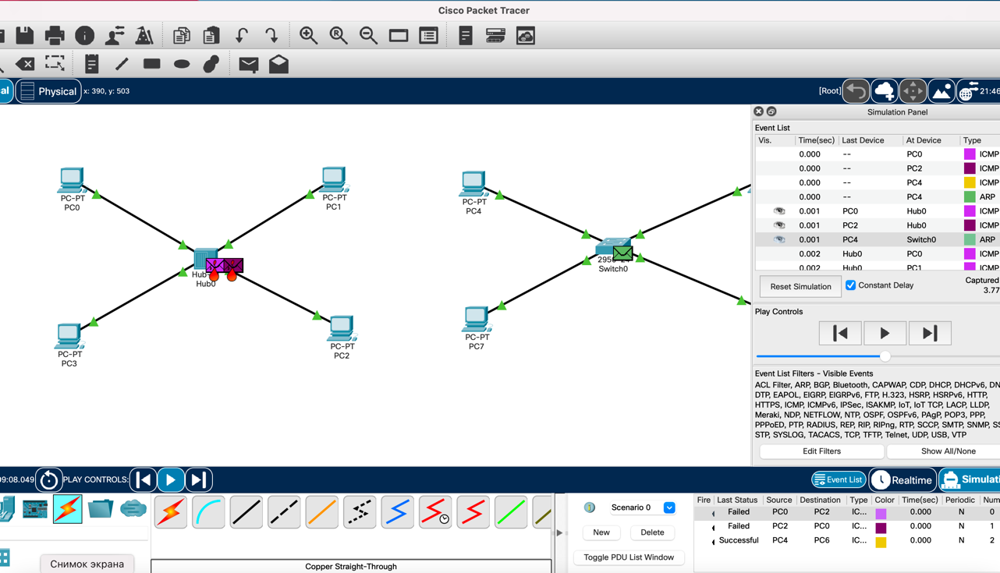 Cisco Packet Tracer
al
Physical
x: 390, y: 503
[Root]
21:46
Simulation Panel
Event List
Vis. Time(sec) Last Device At Device Type
0.000 -- PC0 ICMP
0.000 -- PC2 ICMP
0.000 -- PC4 ICMP
0.000 -- PC4 ARP
0.001 PC0 Hub0 ICMP
0.001 PC2 Hub0 ICMP
0.001 PC4 Switch0 ARP
0.002 Hub0 PC0 ICMP
0.002 Hub0 PC1 ICMP
Reset Simulation
Constant Delay
Captured
3.77
Play Controls
Event List Filters - Visible Events
ACL Filter, ARP, BGP, Bluetooth, CAPWAP, CDP, DHCP, DHCPv6, DN
DTP, EAPOL, EIGRP, EIGRPv6, FTP, H.323, HSRP, HSRPv6, HTTP,
HTTPS, ICMP, ICMPv6, IPSec, ISAKMP, IoT, IoT TCP, LACP, LLDP,
Meraki, NDP, NETFLOW, NTP, OSPF, OSPFv6, PAgP, POP3, PPP,
PPPoED, PTP, RADIUS, REP, RIP, RIPng, RTP, SCCP, SMTP, SNMP, SS
STP, SYSLOG, TACACS, TCP, TFTP, Telnet, UDP, USB, VTP
Edit Filters
Show All/None
PC-PT
PC0
PC-PT
PC1
Hub0
PC-PT
PC3
PC-PT
PC2
PC-PT
PC4
Switch0
PC-PT
PC7
9:08.049
PLAY CONTROLS:
Event List
Realtime
Simulati
Снимок экрана
Copper Straight-Through
Scenario 0
New
Delete
Toggle PDU List Window
Fire Last Status Source Destination Type Color Time(sec) Periodic Num
Failed PC0 PC2 IC... 0.000 N 0
Failed PC2 PC0 IC... 0.000 N 1
Successful PC4 PC6 IC... 0.000 N 2